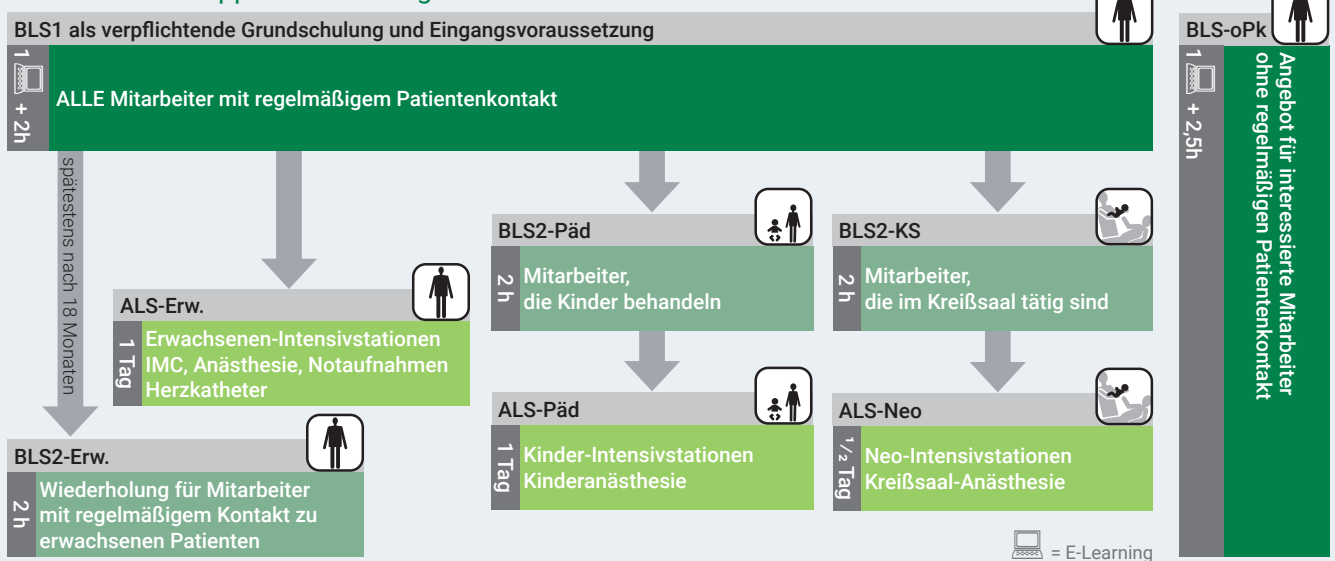 BLS1 als verpflichtende Grundschulung und Eingangsvoraussetzung
1 + 2h
ALLE Mitarbeiter mit regelmäßigem Patientenkontakt
spätestens nach 18 Monaten
ALS-Erw.
1 Tag
Erwachsenen-Intensivstationen
IMC, Anästhesie, Notaufnahmen
Herzkatheter
BLS2-Erw.
2 h
Wiederholung für Mitarbeiter
mit regelmäßigem Kontakt zu
erwachsenen Patienten
BLS2-Päd
2 h
Mitarbeiter,
die Kinder behandeln
ALS-Päd
1 Tag
Kinder-Intensivstationen
Kinderanästhesie
BLS2-KS
2 h
Mitarbeiter,
die im Kreißsaal tätig sind
ALS-Neo
1/2 Tag
Neo-Intensivstationen
Kreißsaal-Anästhesie
= E-Learning
BLS-oPk
1 + 2,5h
Angebot für interessierte Mitarbeiter
ohne regelmäßigen Patientenkontakt